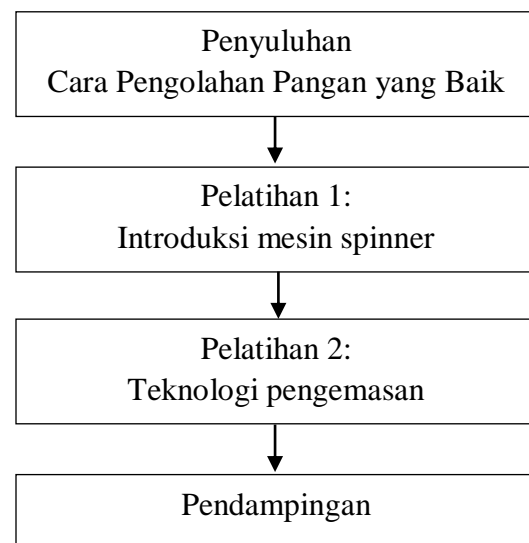 Penyuluhan
Cara Pengolahan Pangan yang Baik
Pelatihan 1:
Introduksi mesin spinner
Pelatihan 2:
Teknologi pengemasan
Pendampingan